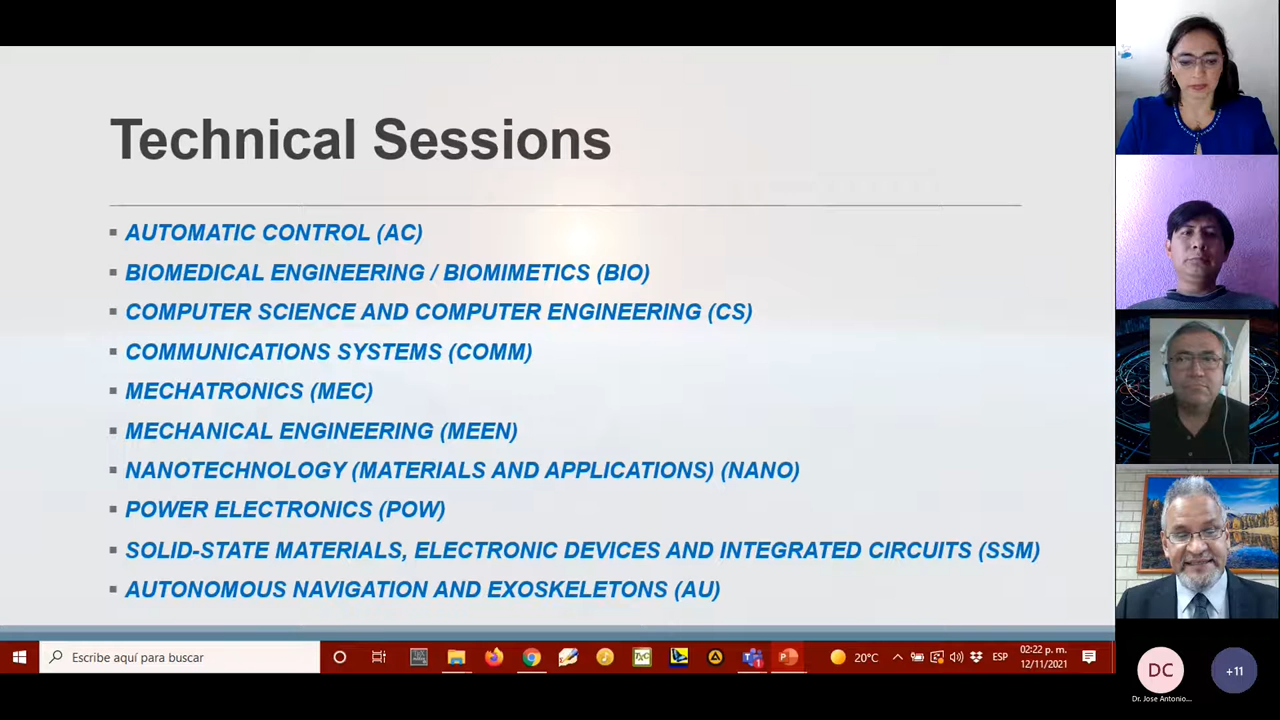 Technical Sessions
AUTOMATIC CONTROL (AC)
BIOMEDICAL ENGINEERING / BIOMIMETICS (BIO)
COMPUTER SCIENCE AND COMPUTER ENGINEERING (CS)
COMMUNICATIONS SYSTEMS (COMM)
MECHATRONICS (MEC)
MECHANICAL ENGINEERING (MEEN)
NANOTECHNOLOGY (MATERIALS AND APPLICATIONS) (NANO)
POWER ELECTRONICS (POW)
SOLID-STATE MATERIALS, ELECTRONIC DEVICES AND INTEGRATED CIRCUITS (SSM)
AUTONOMOUS NAVIGATION AND EXOSKELETONS (AU)
Escribe aquí para buscar
20°C
ESP
02:22 p. m.
12/11/2021
DC
+11
Dr. Jose Antonio...